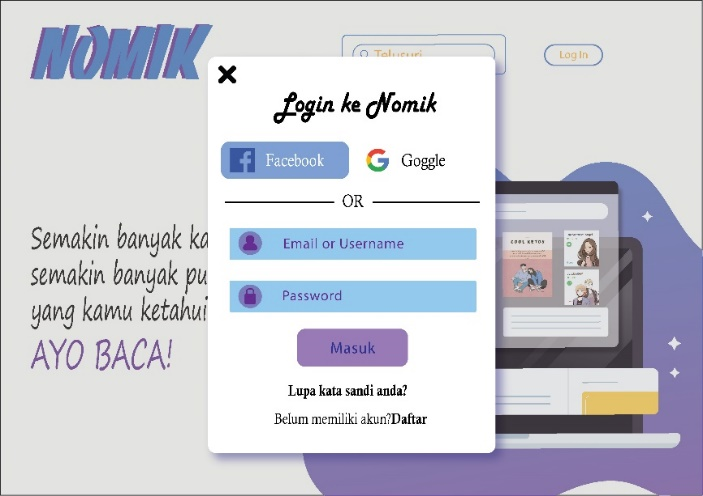 NOMIK
Telusuri
Log In
Login ke Nomik
Facebook
Goggle
OR
Email or Username
Password
Masuk
Lupa kata sandi anda?
Belum memiliki akun?Daftar
Semakin banyak ka
semakin banyak pu
yang kamu ketahui
AYO BACA!
COOL KETOS